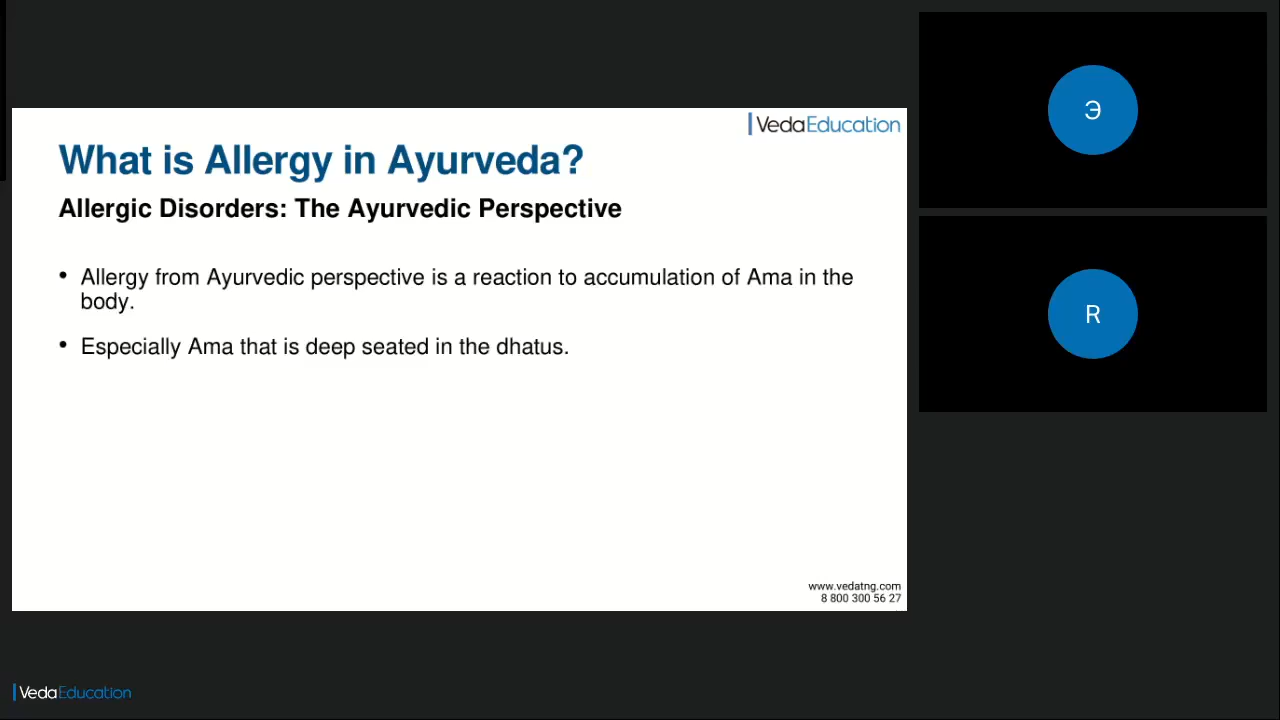 VedaEducation
What is Allergy in Ayurveda?
Allergic Disorders: The Ayurvedic Perspective
• Allergy from Ayurvedic perspective is a reaction to accumulation of Ama in the
body.
• Especially Ama that is deep seated in the dhatus.
www.vedatng.com
8 800 300 56 27
Э
R
VedaEducation